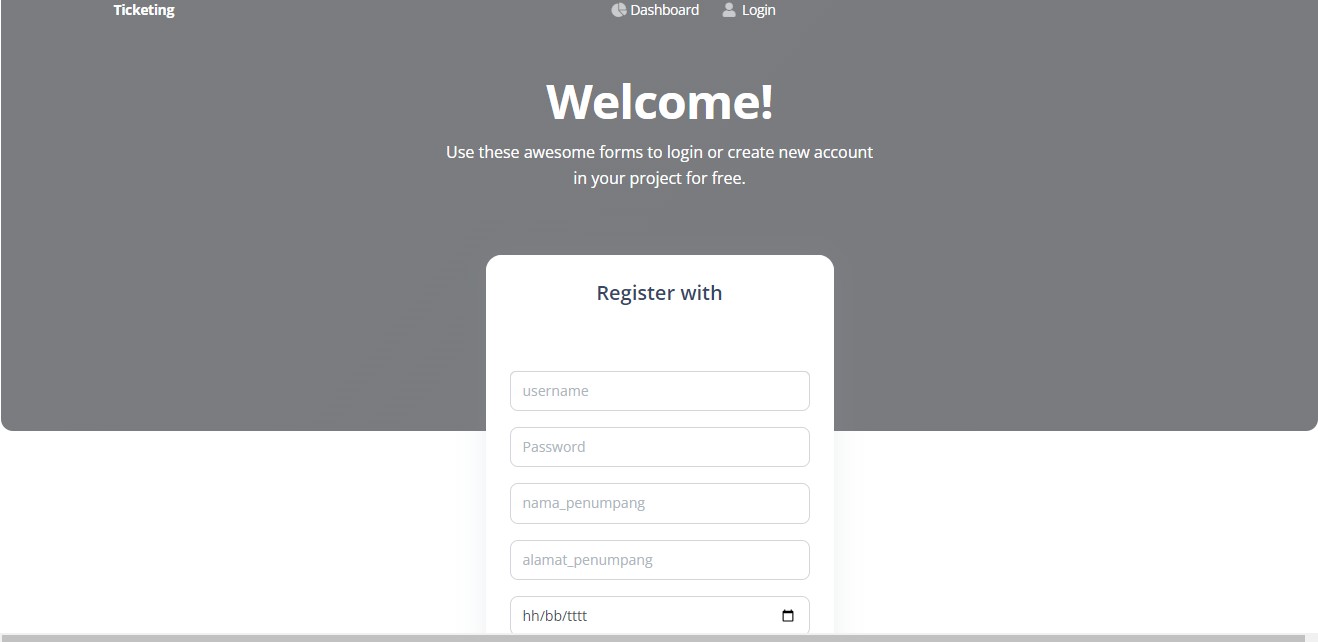 Ticketing
Dashboard
Login
Welcome!
Use these awesome forms to login or create new account
in your project for free.
Register with
username
Password
nama_penumpang
alamat_penumpang
hh/bb/tttt